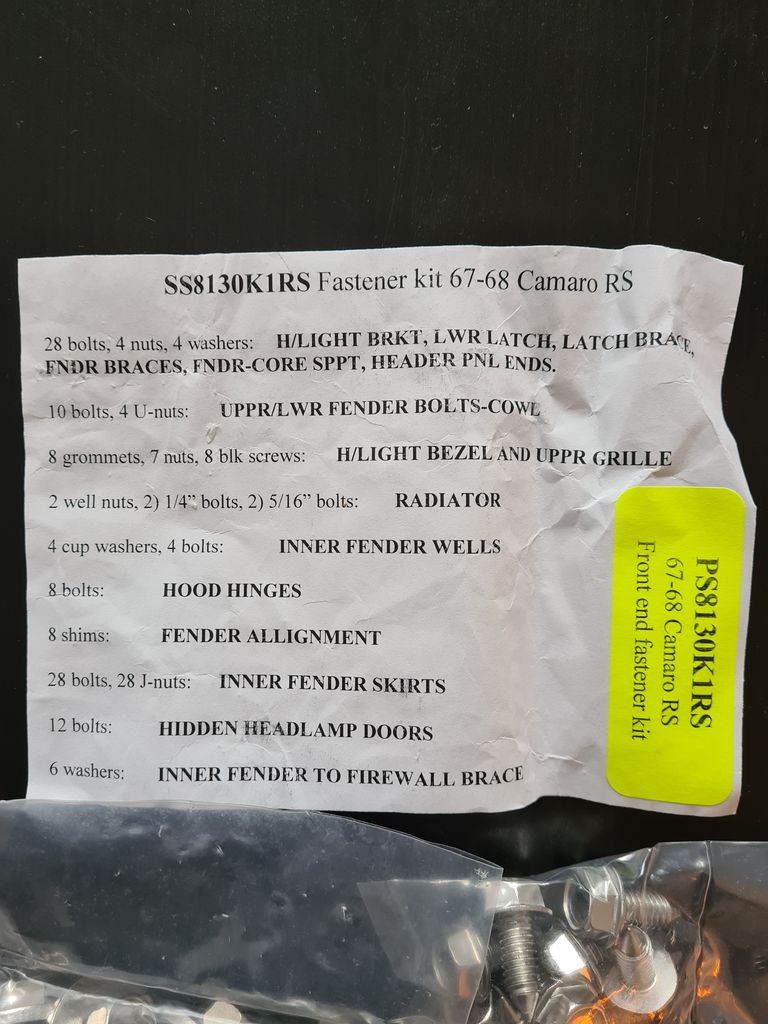 SS8130K1RS Fastener kit 67-68 Camaro RS
28 bolts, 4 nuts, 4 washers: H/LIGHT BRKT, LWR LATCH, LATCH BRACE,
FNDR BRACES, FNDR-CORE SPPT, HEADER PNL ENDS.
10 bolts, 4 U-nuts: UPPR/LWR FENDER BOLTS-COWL
8 grommets, 7 nuts, 8 blk screws: H/LIGHT BEZEL AND UPPR GRILLE
2 well nuts, 2) 1/4” bolts, 2) 5/16” bolts: RADIATOR
4 cup washers, 4 bolts: INNER FENDER WELLS
8 bolts: HOOD HINGES
8 shims: FENDER ALLIGNMENT
28 bolts, 28 J-nuts: INNER FENDER SKIRTS
12 bolts: HIDDEN HEADLAMP DOORS
6 washers: INNER FENDER TO FIREWALL BRACE
PS8130K1RS
67-68 Camaro RS
Front end fastener kit